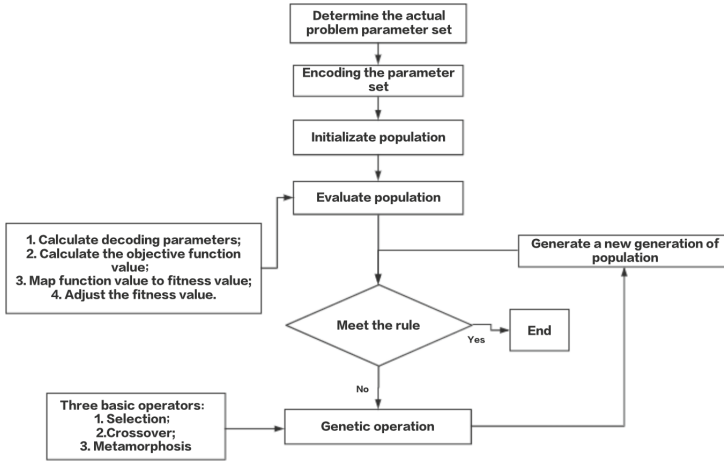 Determine the actual
problem parameter set
Encoding the parameter
set
Initializate population
Evaluate population
1. Calculate decoding parameters;
2. Calculate the objective function
value;
3. Map function value to fitness value;
4. Adjust the fitness value.
Generate a new generation of
population
Meet the rule
Yes
End
No
Three basic operators:
1. Selection;
2.Crossover;
3. Metamorphosis
Genetic operation